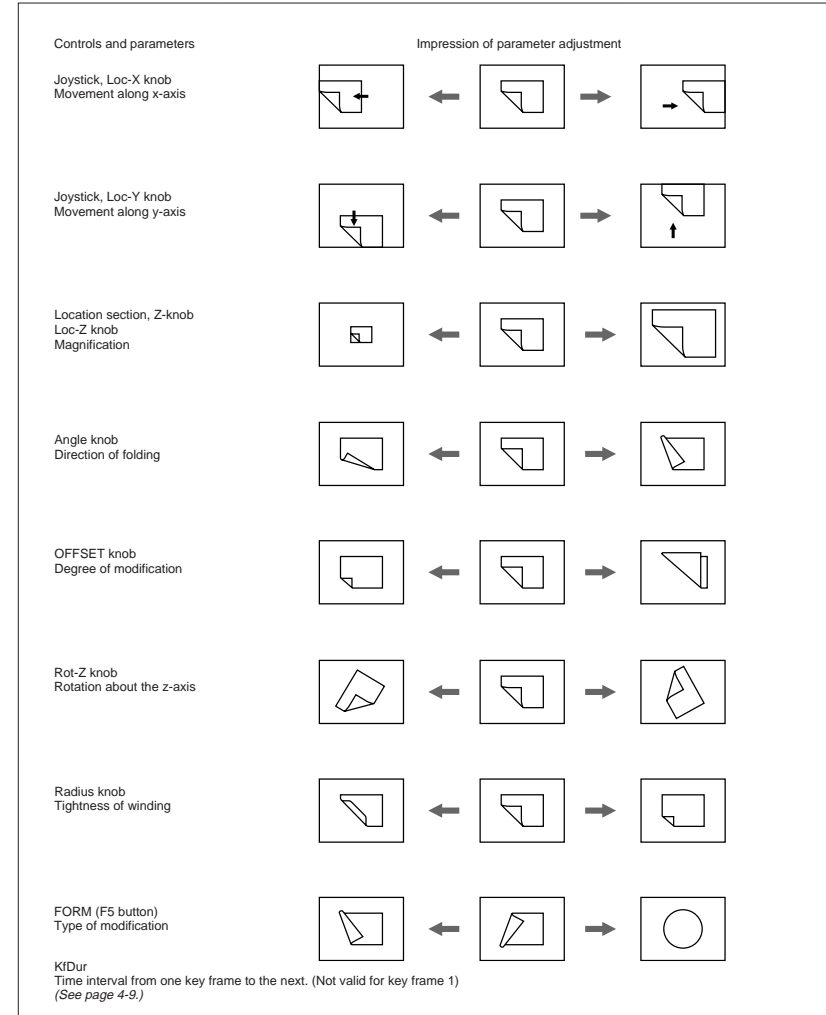 Controls and parameters
Impression of parameter adjustment
Joystick, Loc-X knob
Movement along x-axis
Joystick, Loc-Y knob
Movement along y-axis
Location section, Z-knob
Loc-Z knob
Magnification
Angle knob
Direction of folding
OFFSET knob
Degree of modification
Rot-Z knob
Rotation about the z-axis
Radius knob
Tightness of winding
FORM (F5 button)
Type of modification
KfDur
Time interval from one key frame to the next. (Not valid for key frame 1)
(See page 4-9.)